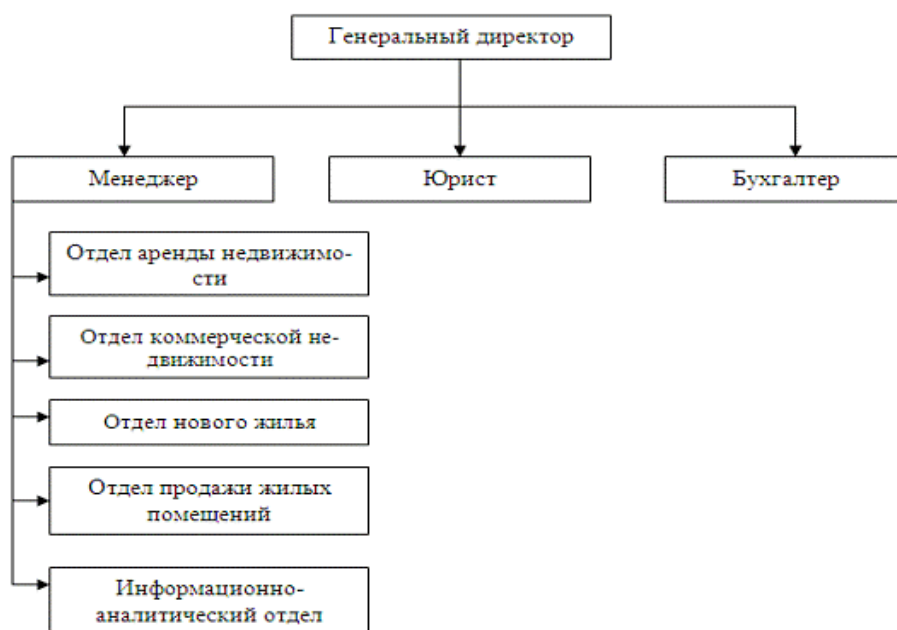 Генеральный директор
Менеджер
Юрист
Бухгалтер
Отдел аренды недвижимо-
сти
Отдел коммерческой не-
движимости
Отдел нового жилья
Отдел продажи жилых
помещений
Информационно-
аналитический отдел